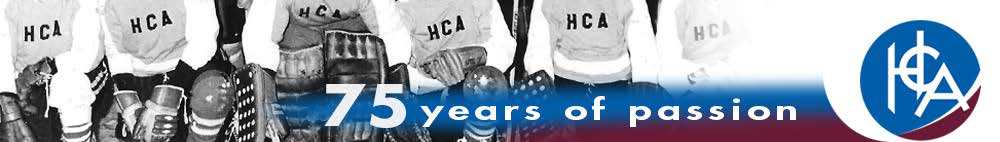 HCA HCA HCA HCA HCA HCA
75 years of passion
HCA